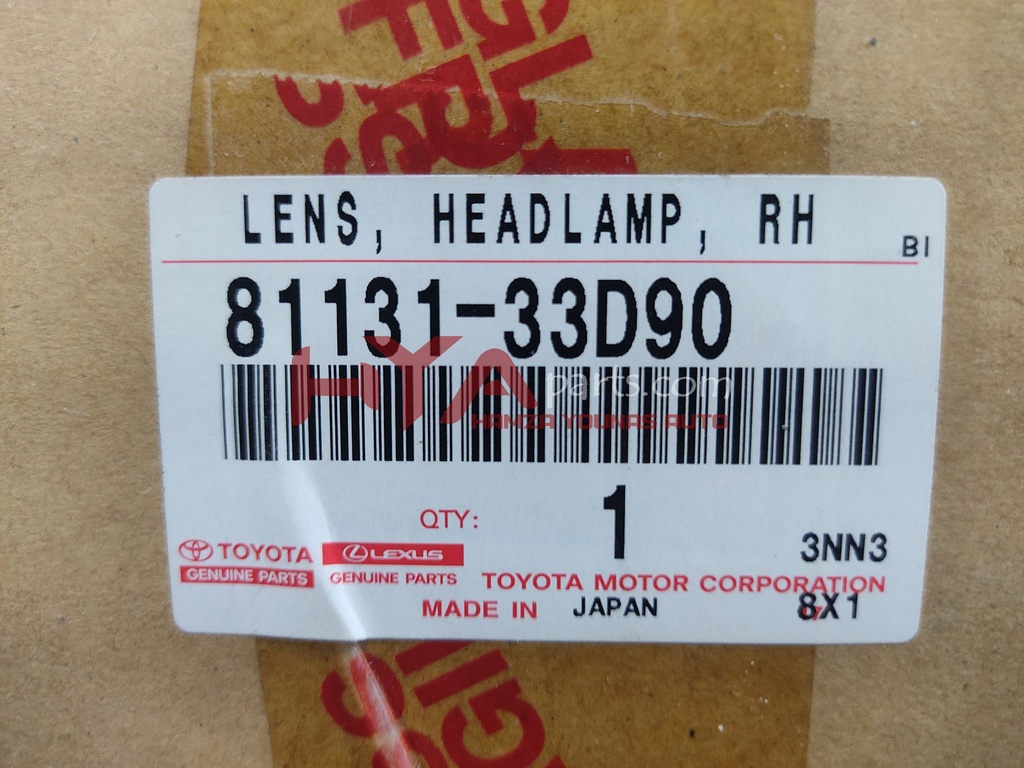 LENS, HEADLAMP, RH
BI
81131-33D90
HYAparts.com
HAMZA YOUNAS AUTO
QTY: 1
3NN3
TOYOTA LEXUS
GENUINE PARTS GENUINE PARTS TOYOTA MOTOR CORPORATION
MADE IN JAPAN 8X1